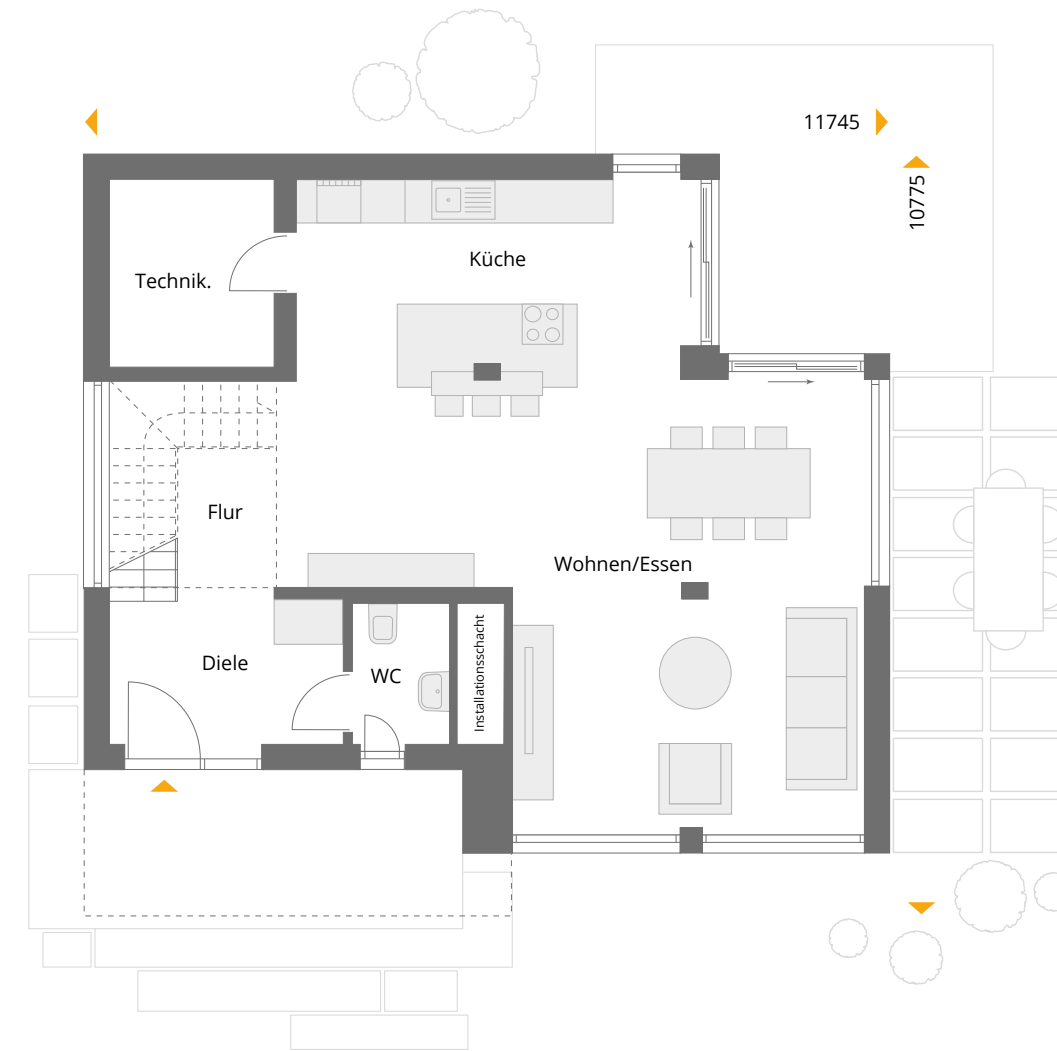 11745
10775
Küche
Technik.
Flur
Wohnen/Essen
Diele
WC
Installationsschacht